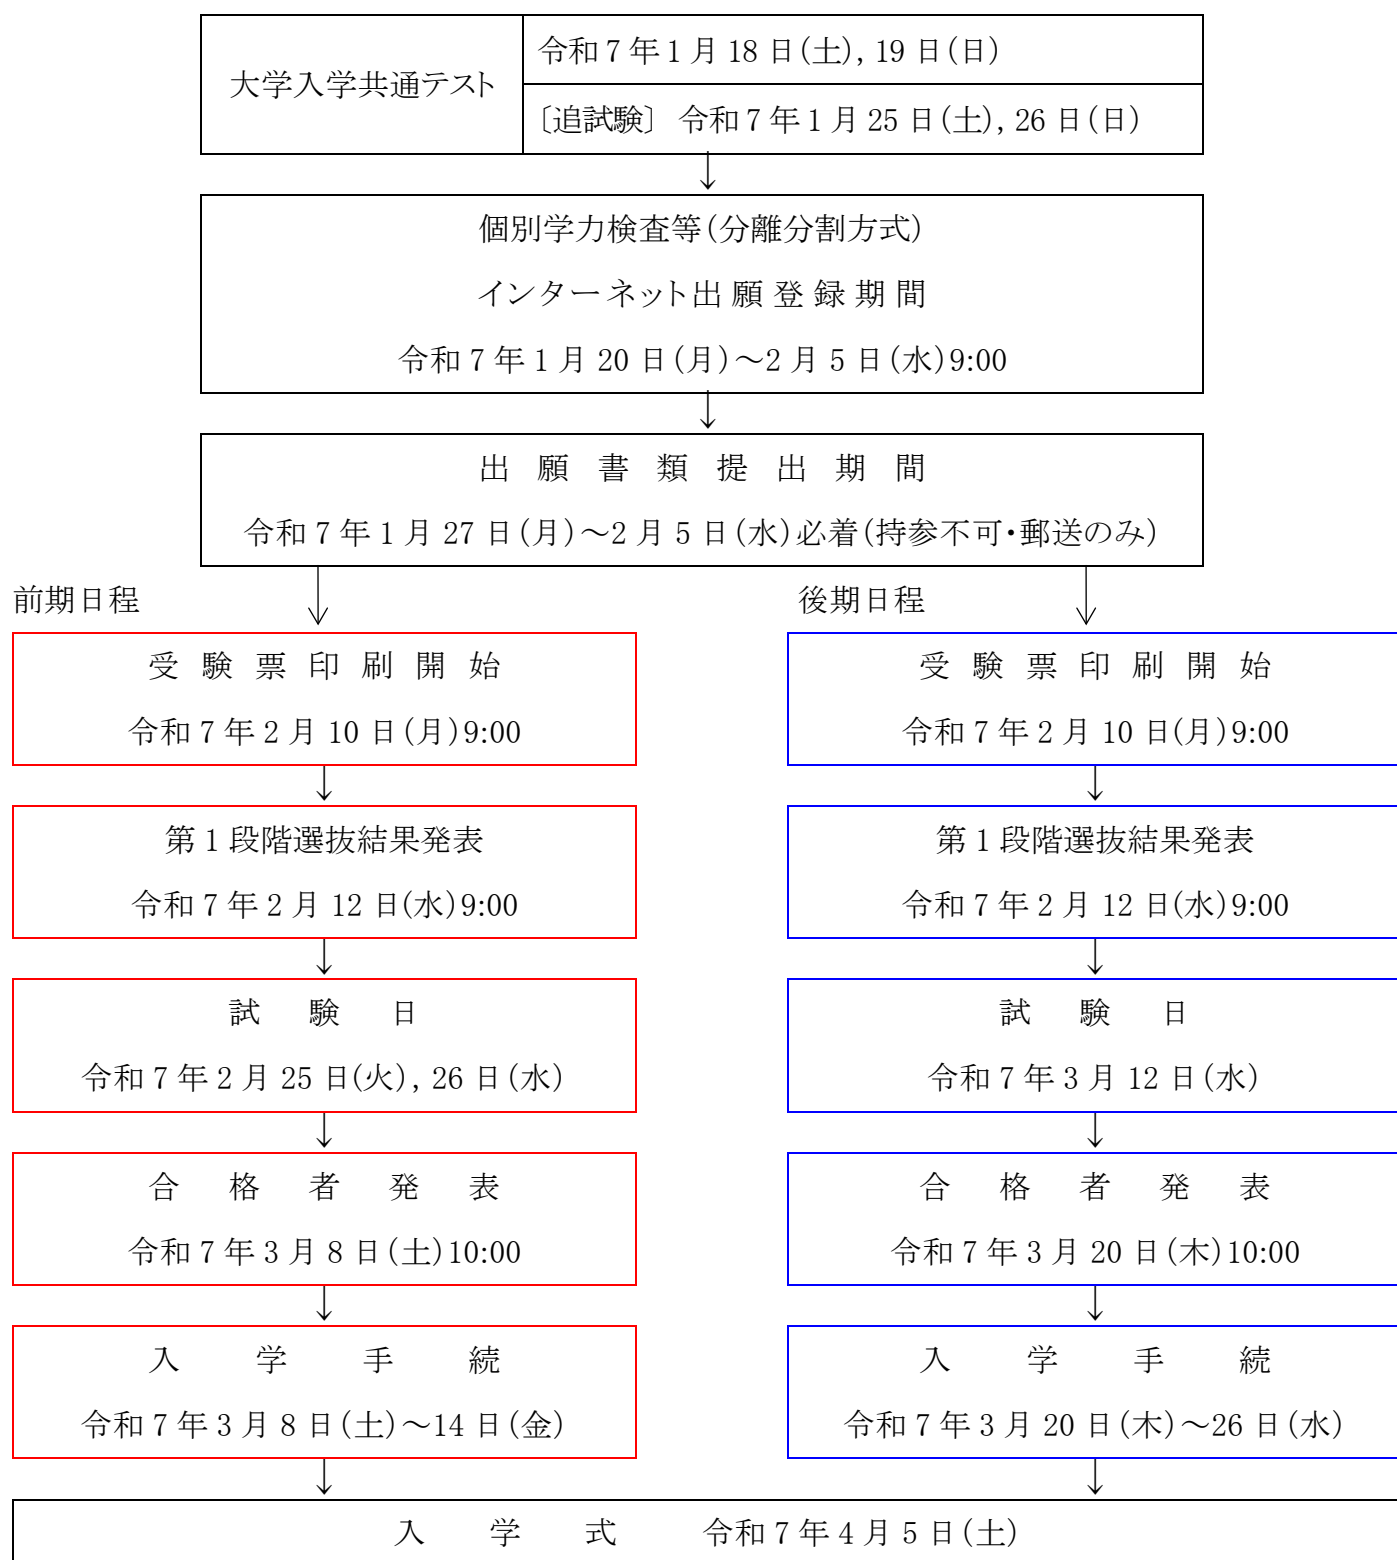 大学入学共通テスト
令和7年1月18日(土), 19日(日)
〔追試験〕 令和7年1月25日(土), 26日(日)
個別学力検査等(分離分割方式)
インターネット出願登録期間
令和7年1月20日(月)～2月5日(水)9:00
出願書類提出期間
令和7年1月27日(月)～2月5日(水)必着(持参不可・郵送のみ)
前期日程
受験票印刷開始
令和7年2月10日(月)9:00
第1段階選抜結果発表
令和7年2月12日(水)9:00
試験日
令和7年2月25日(火), 26日(水)
合格者発表
令和7年3月8日(土)10:00
入学手続
令和7年3月8日(土)～14日(金)
後期日程
受験票印刷開始
令和7年2月10日(月)9:00
第1段階選抜結果発表
令和7年2月12日(水)9:00
試験日
令和7年3月12日(水)
合格者発表
令和7年3月20日(木)10:00
入学手続
令和7年3月20日(木)～26日(水)
入学式 令和7年4月5日(土)